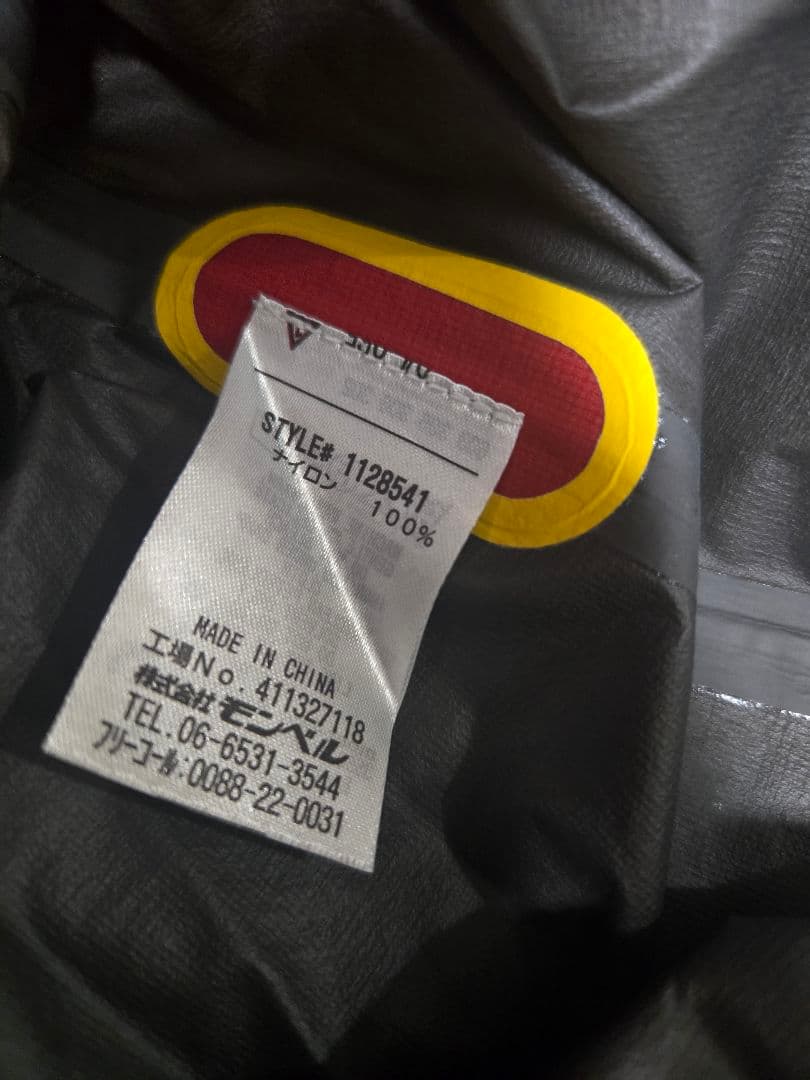 STYLE# 1128541
ナイロン 100%
MADE IN CHINA
工場No. 411327118
株式会社 モンベル
TEL. 06-6531-3544
フリーコール:0088-22-0031